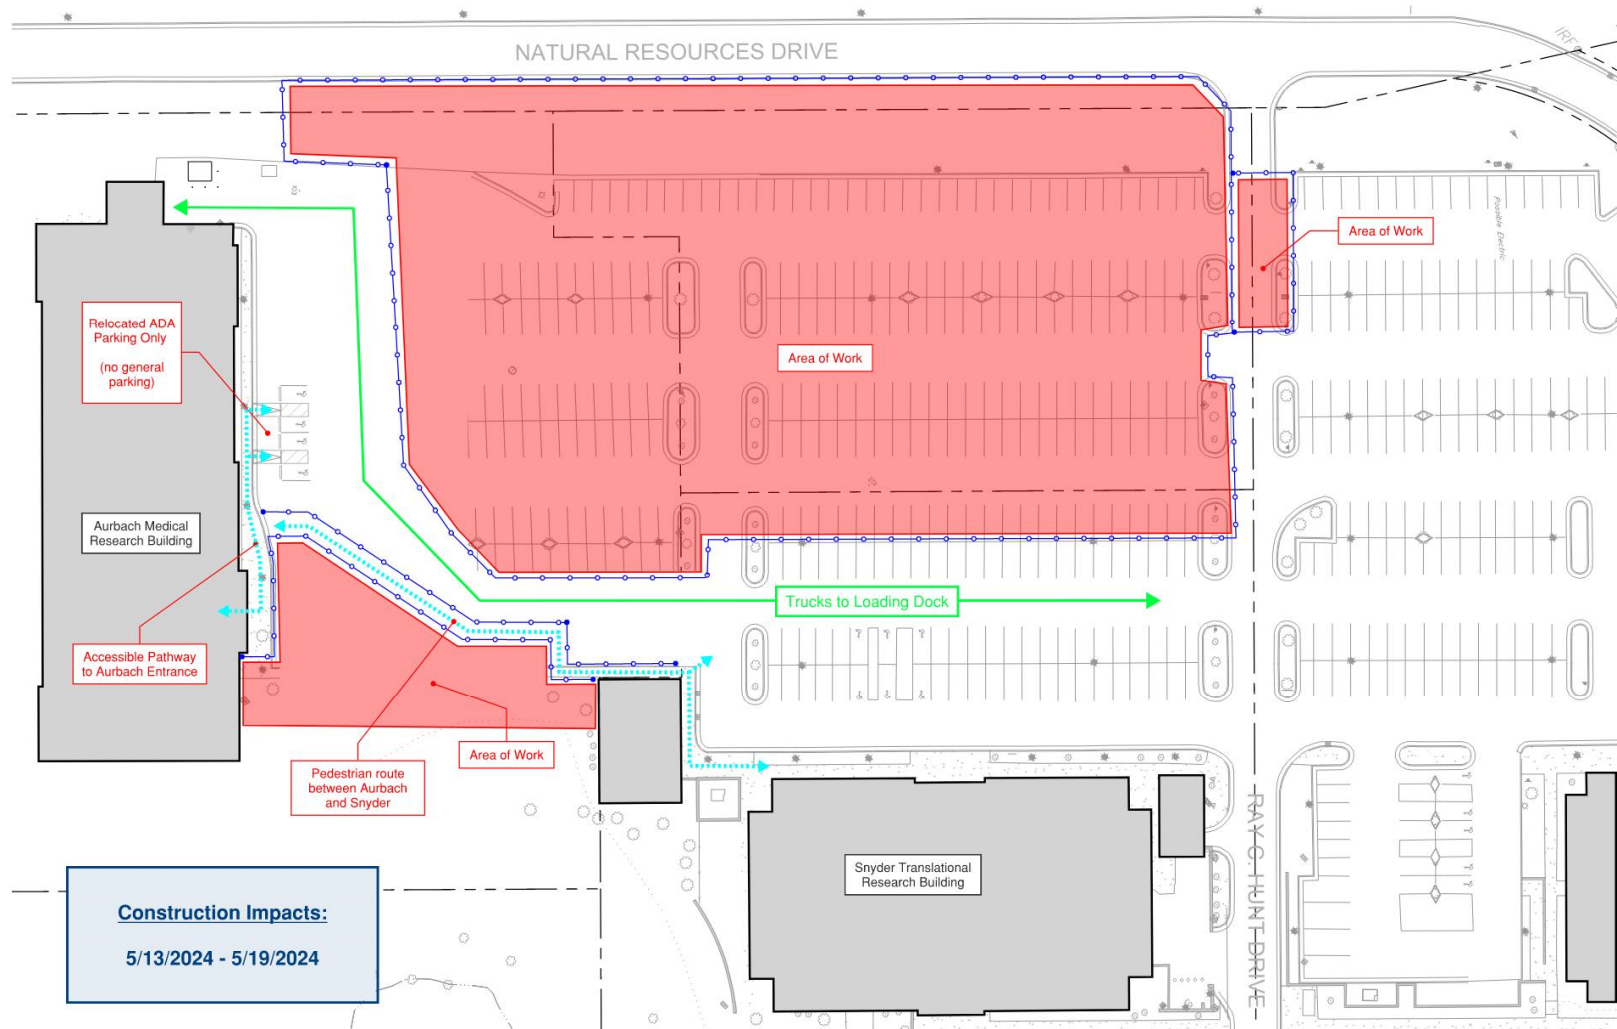 NATURAL RESOURCES DRIVE
Possible Electric
Area of Work
Relocated ADA
Parking Only
(no general
parking)
Area of Work
Aurbach Medical
Research Building
Trucks to Loading Dock
Accessible Pathway
to Aurbach Entrance
Area of Work
Pedestrian route
between Aurbach
and Snyder
Snyder Translational
Research Building
RAY C. HUNT DRIVE
Construction Impacts:
5/13/2024 - 5/19/2024